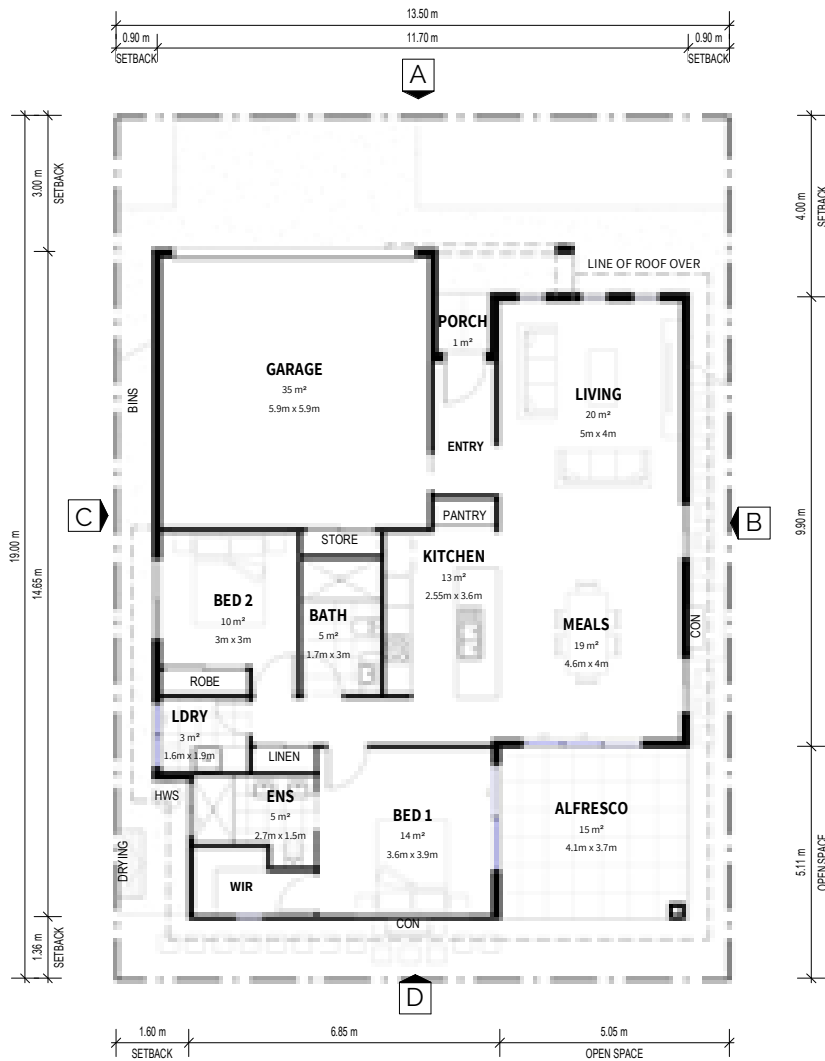 13.50 m
0.90 m
11.70 m
0.90 m
SETBACK
SETBACK
A
3.00 m
SETBACK
4.00 m
SETBACK
LINE OF ROOF OVER
PORCH
1 m²
GARAGE
35 m²
5.9m x 5.9m
LIVING
20 m²
5m x 4m
BINS
ENTRY
PANTRY
C
B
19.00 m
14.65 m
9.90 m
STORE
KITCHEN
13 m²
2.55m x 3.6m
BED 2
10 m²
3m x 3m
BATH
5 m²
1.7m x 3m
MEALS
19 m²
4.6m x 4m
CON
ROBE
LDRY
3 m²
1.6m x 1.9m
LINEN
HWS
ENS
5 m²
2.7m x 1.5m
BED 1
14 m²
3.6m x 3.9m
ALFRESCO
15 m²
4.1m x 3.7m
DRYING
WIR
CON
5.11 m
OPEN SPACE
1.36 m
SETBACK
D
1.60 m
6.85 m
5.05 m
SETBACK
OPEN SPACE